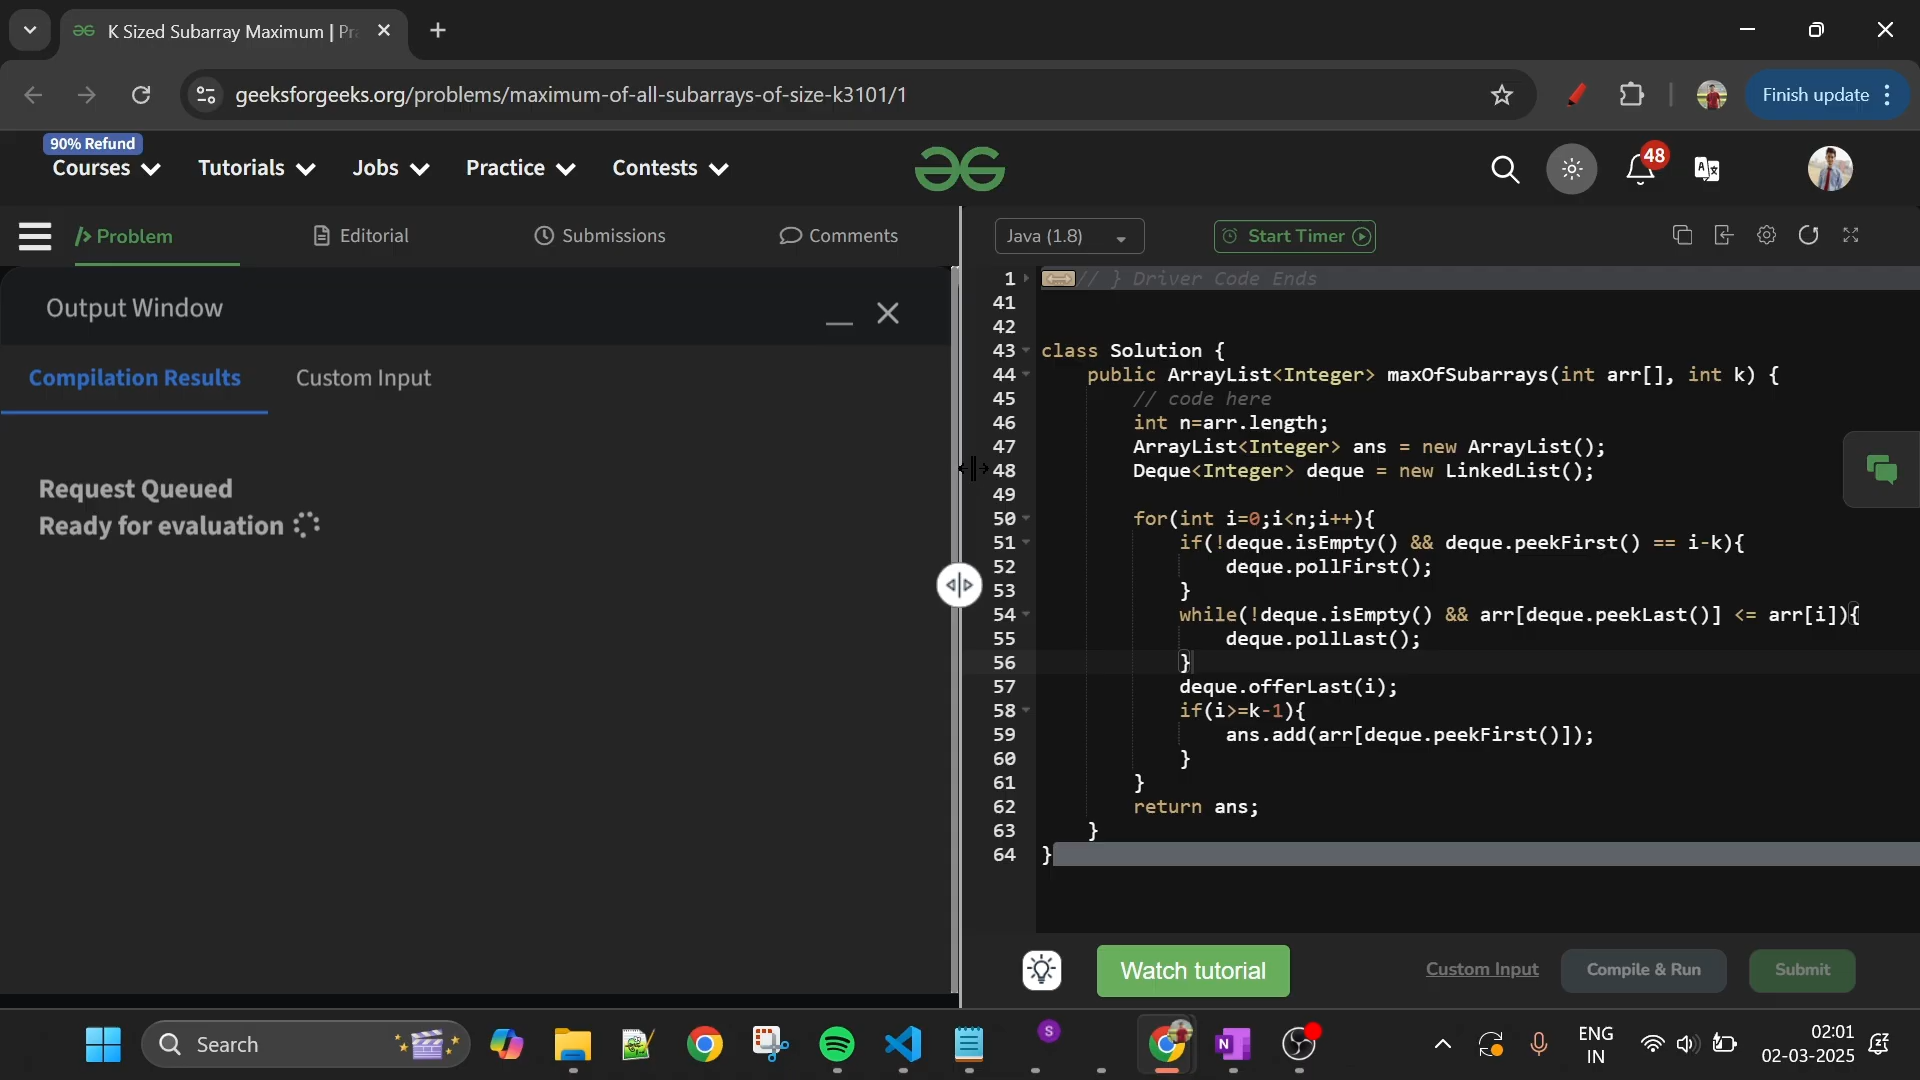 K Sized Subarray Maximum | Pra
geeksforgeeks.org/problems/maximum-of-all-subarrays-of-size-k3101/1
Finish update
90% Refund
Courses
Tutorials
Jobs
Practice
Contests
48
Problem
Editorial
Submissions
Comments
Java (1.8)
Start Timer
Output Window
Compilation Results
Custom Input
Request Queued
Ready for evaluation
1 // } Driver Code Ends
41
42
43 class Solution {
44 public ArrayList<Integer> maxOfSubarrays(int arr[], int k) {
45 // code here
46 int n=arr.length;
47 ArrayList<Integer> ans = new ArrayList();
48 Deque<Integer> deque = new LinkedList();
49
50 for(int i=0;i<n;i++){
51 if(!deque.isEmpty() && deque.peekFirst() == i-k){
52 deque.pollFirst();
53 }
54 while(!deque.isEmpty() && arr[deque.peekLast()] <= arr[i]){
55 deque.pollLast();
56 }
57 deque.offerLast(i);
58 if(i>=k-1){
59 ans.add(arr[deque.peekFirst()]);
60 }
61 }
62 return ans;
63 }
64 }
Watch tutorial
Custom Input
Compile & Run
Submit
Search
S
N
ENG
IN
02:01
02-03-2025